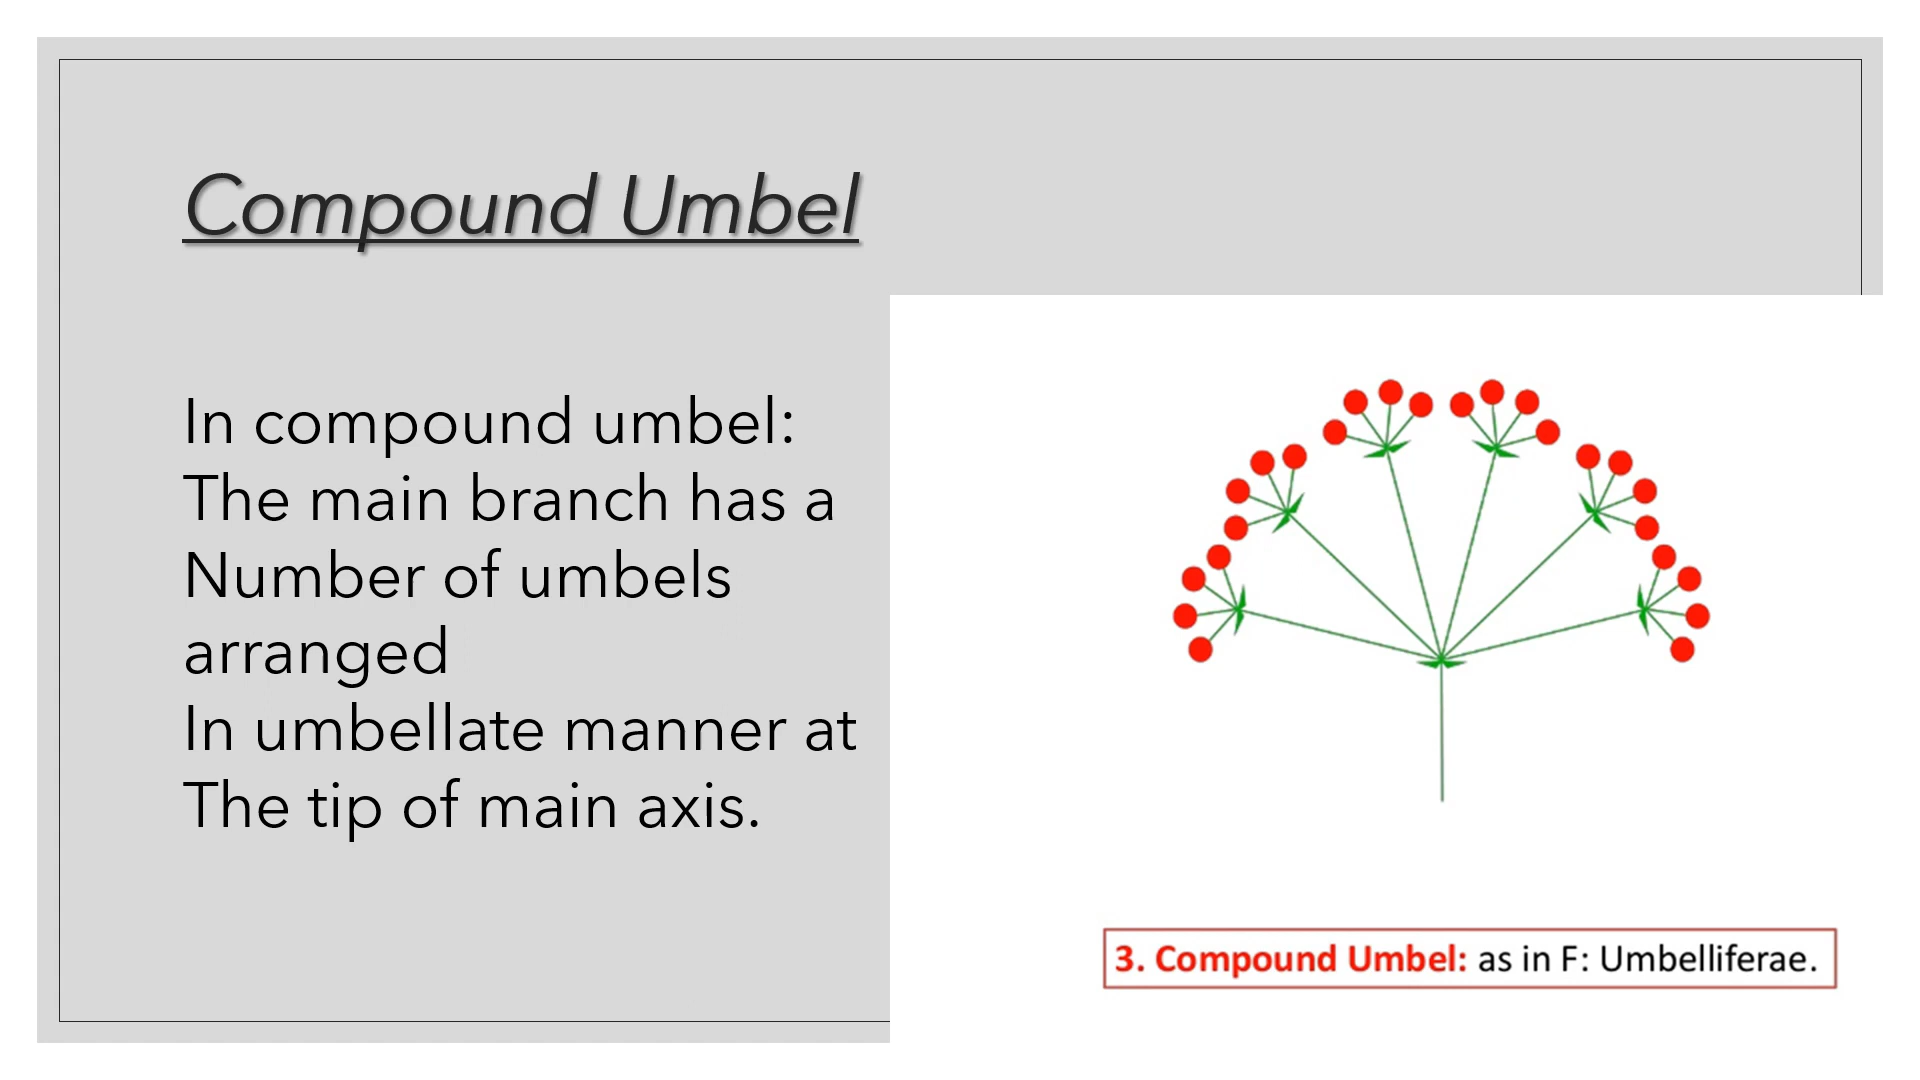 Compound Umbel
In compound umbel:
The main branch has a
Number of umbels
arranged
In umbellate manner at
The tip of main axis.
3. Compound Umbel: as in F: Umbelliferae.